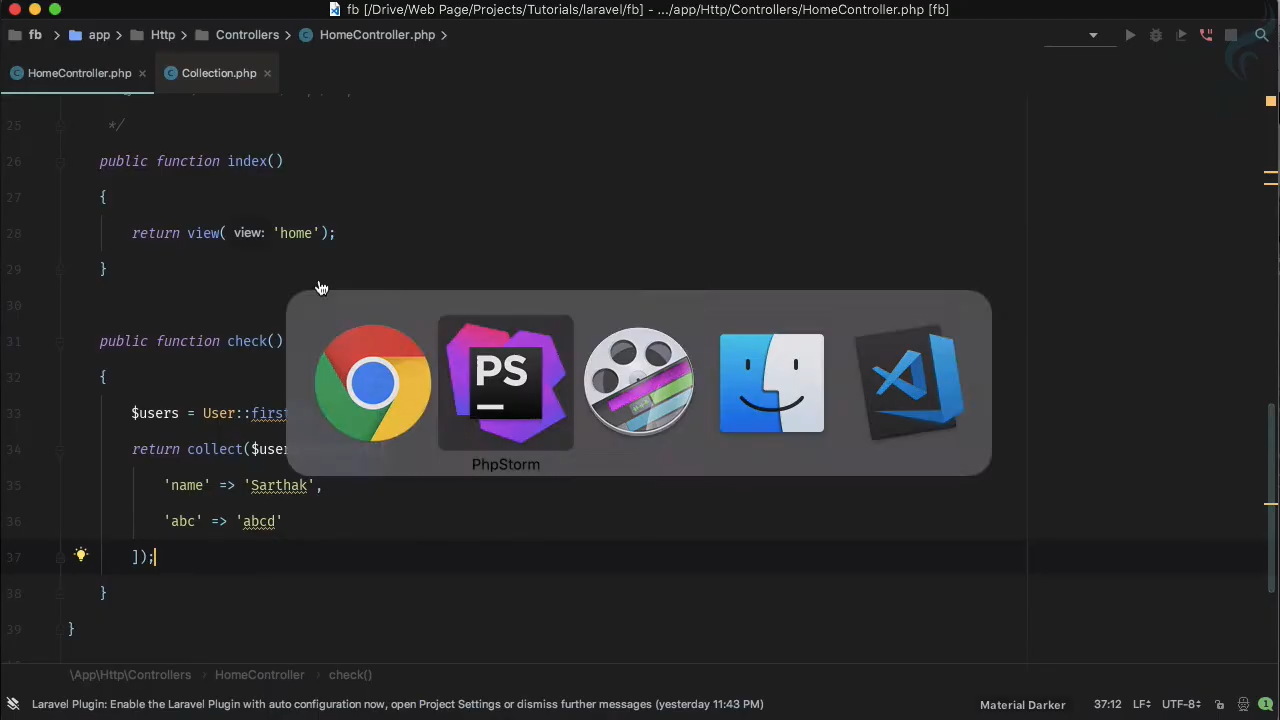 fb [/Drive/Web Page/Projects/Tutorials/laravel/fb] - .../app/Http/Controllers/HomeController.php [fb]
fb
app
Http
Controllers
HomeController.php
HomeController.php
Collection.php
25 */
26 public function index()
27 {
28 return view( view: 'home');
29 }
30
31 public function check()
32 {
33 $users = User::first
34 return collect($user
35 'name' => 'Sarthak',
36 'abc' => 'abcd'
37 ]);
38 }
39 }
PS
PhpStorm
\App\Http\Controllers
HomeController
check()
Laravel Plugin: Enable the Laravel Plugin with auto configuration now, open Project Settings or dismiss further messages (yesterday 11:43 PM)
Material Darker
37:12
LF
UTF-8
1